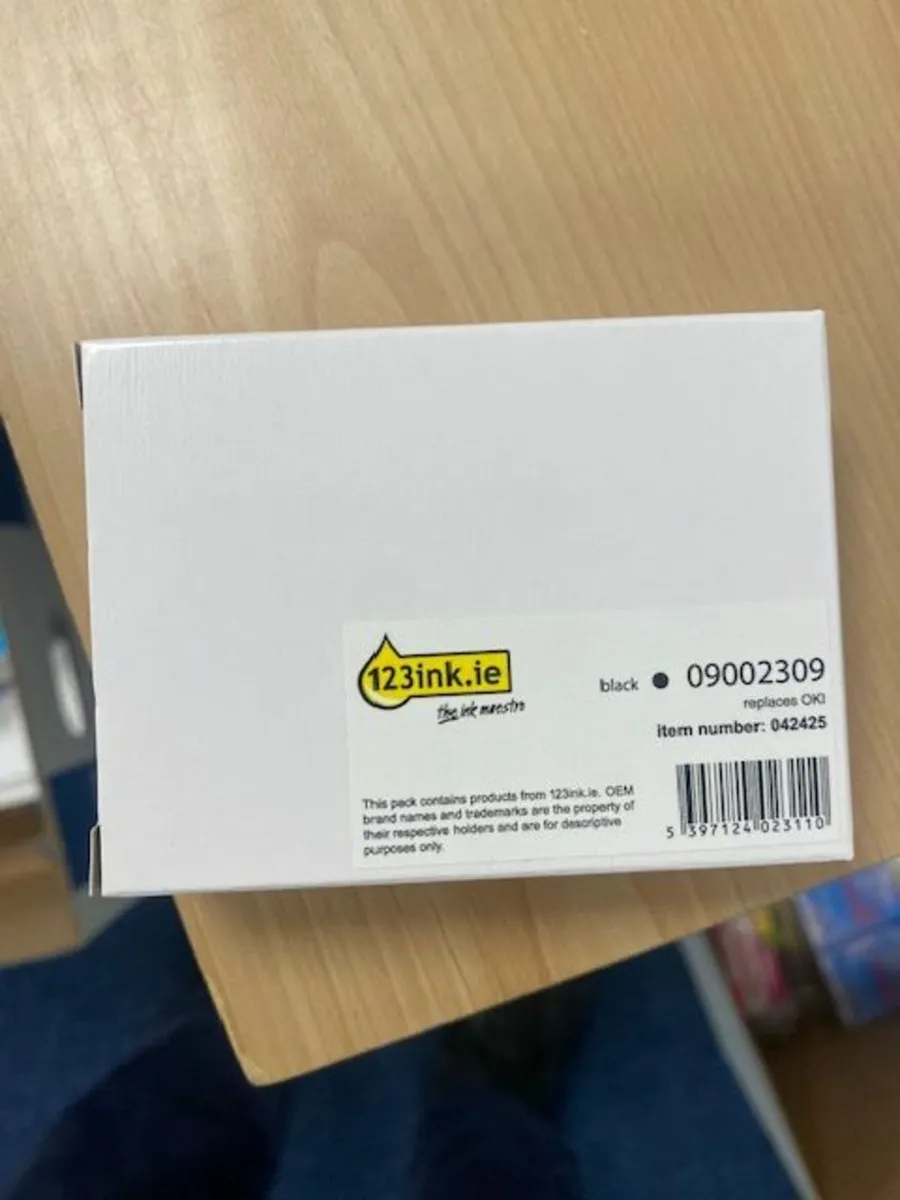 123ink.ie
the ink maestro
black 09002309
replaces OKI
item number: 042425
This pack contains products from 123ink.ie. OEM
brand names and trademarks are the property of
their respective holders and are for descriptive
purposes only.
5 397124 023110